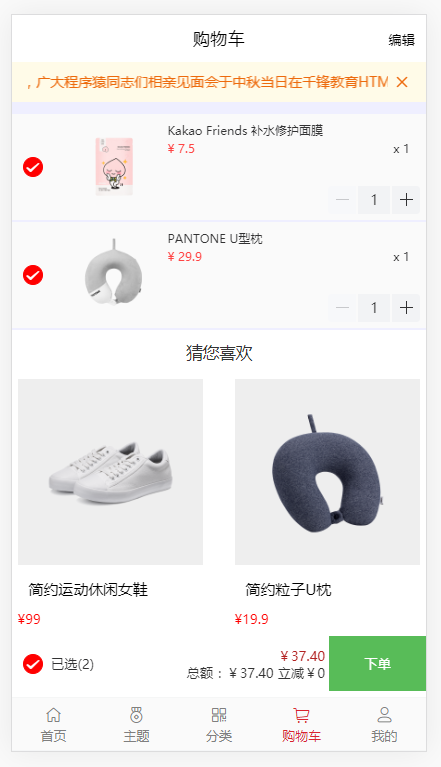 购物车 编辑
，广大程序猿同志们相亲见面会于中秋当日在千锋教育HTM
Kakao Friends 补水修护面膜
¥ 7.5 x 1
1
PANTONE U型枕
¥ 29.9 x 1
1
猜您喜欢
简约运动休闲女鞋 简约粒子U枕
¥99 ¥19.9
¥ 37.40
已选(2) 下单
总额：¥ 37.40 立减¥0
首页 主题 分类 购物车 我的